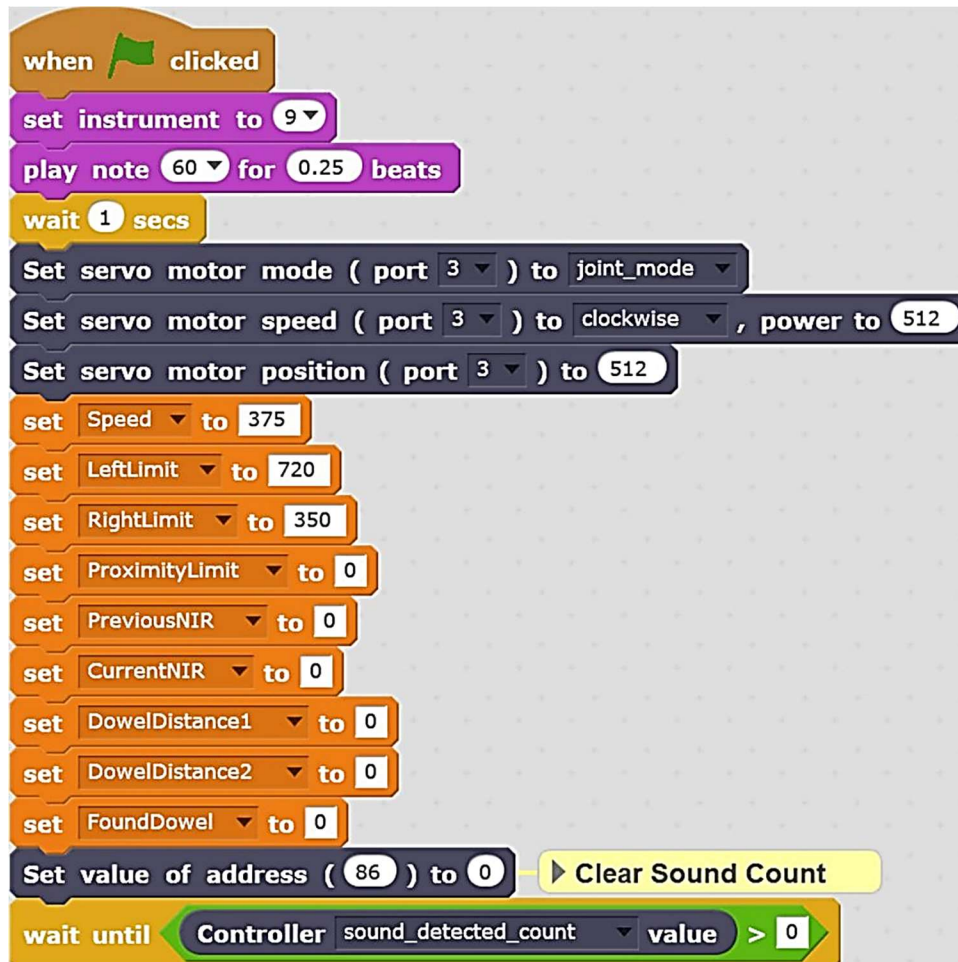 when clicked
set instrument to 9
play note 60 for 0.25 beats
wait 1 secs
Set servo motor mode ( port 3 ) to joint_mode
Set servo motor speed ( port 3 ) to clockwise , power to 512
Set servo motor position ( port 3 ) to 512
set Speed to 375
set LeftLimit to 720
set RightLimit to 350
set ProximityLimit to 0
set PreviousNIR to 0
set CurrentNIR to 0
set DowelDistance1 to 0
set DowelDistance2 to 0
set FoundDowel to 0
Set value of address ( 86 ) to 0 Clear Sound Count
wait until Controller sound_detected_count value > 0